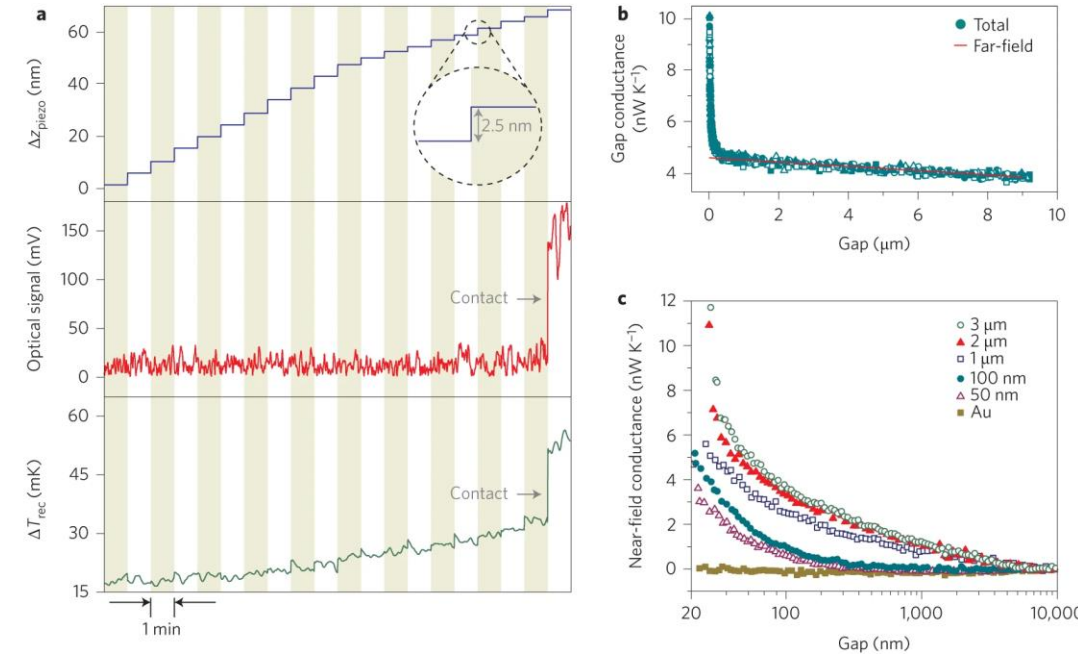 a
60
40
20
0
Δz_piezo (nm)
2.5 nm
150
100
50
0
Optical signal (mV)
Contact
60
45
30
15
ΔT_rec (mK)
Contact
1 min
b
10
8
6
4
Gap conductance
(nW K⁻¹)
Total
Far-field
0 2 4 6 8 10
Gap (μm)
c
12
10
8
6
4
2
0
Near-field conductance (nW K⁻¹)
3 μm
2 μm
1 μm
100 nm
50 nm
Au
20 100 1,000 10,000
Gap (nm)